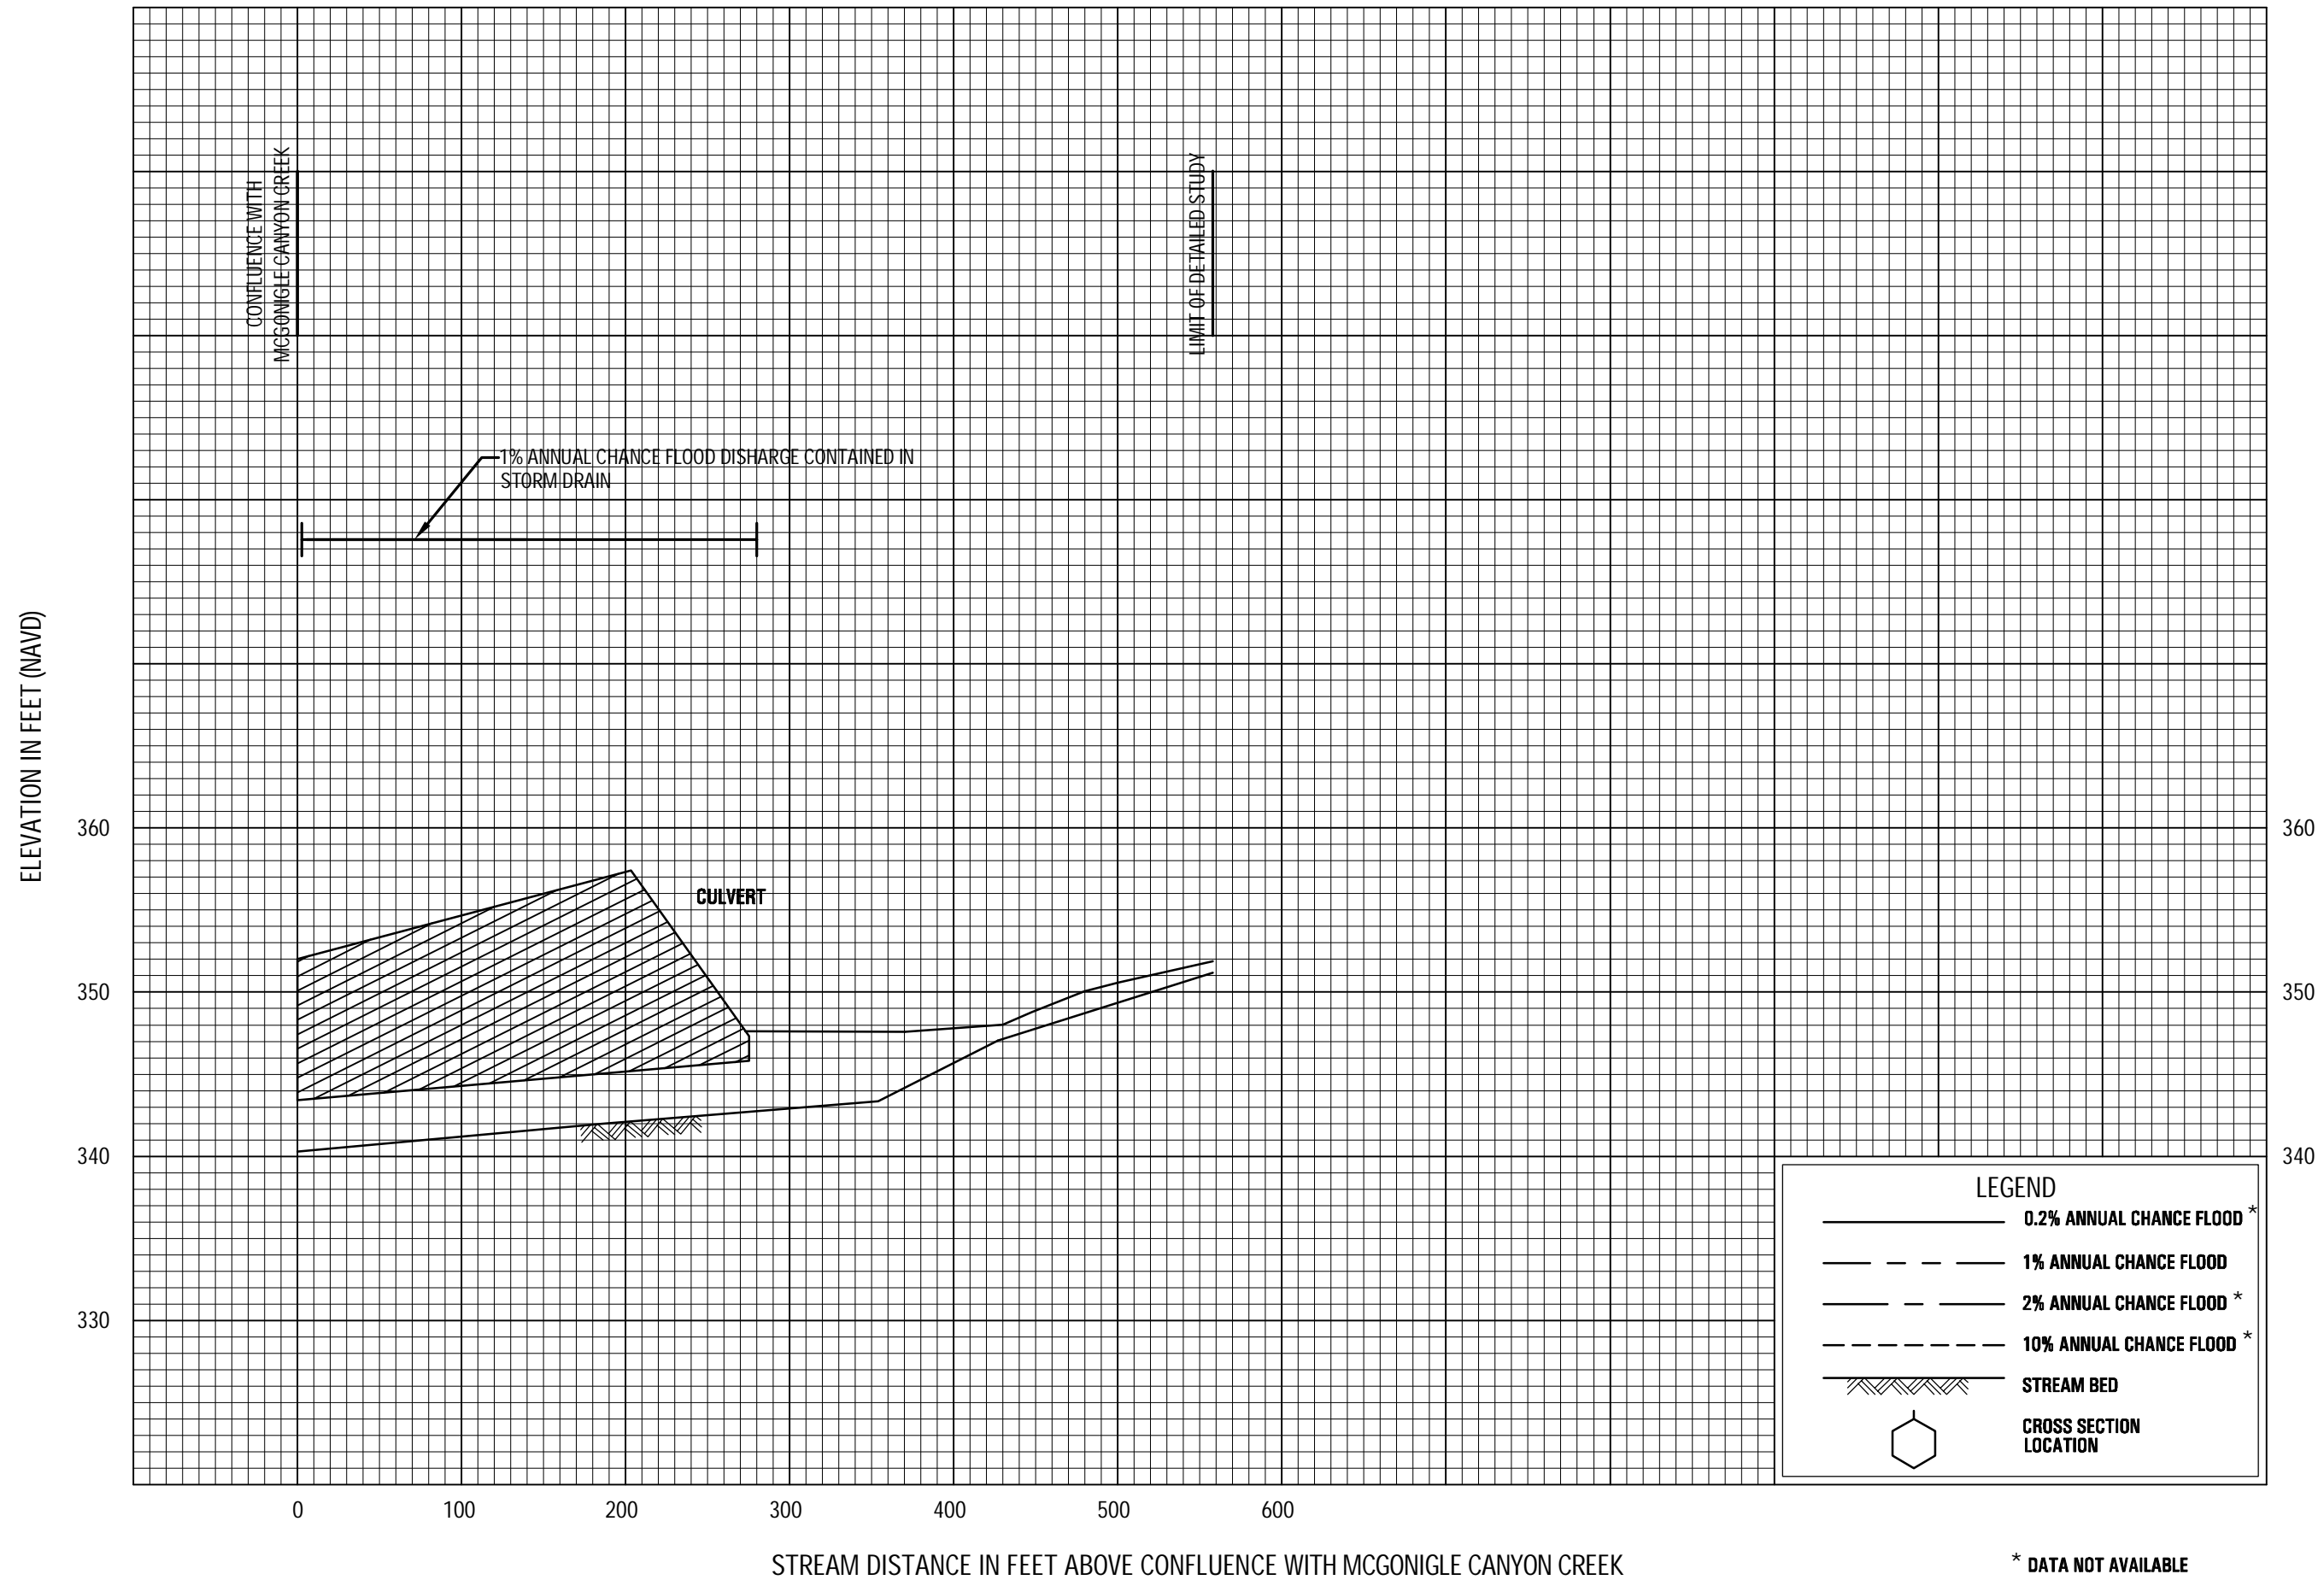 CONFLUENCE WITH
MCGONIGLE CANYON CREEK
LIMIT OF DETAILED STUDY
1% ANNUAL CHANCE FLOOD DISHARGE CONTAINED IN
STORM DRAIN
ELEVATION IN FEET (NAVD)
360
360
CULVERT
350
350
340
340
330
LEGEND
0.2% ANNUAL CHANCE FLOOD *
1% ANNUAL CHANCE FLOOD
2% ANNUAL CHANCE FLOOD *
10% ANNUAL CHANCE FLOOD *
STREAM BED
CROSS SECTION
LOCATION
0 100 200 300 400 500 600
STREAM DISTANCE IN FEET ABOVE CONFLUENCE WITH MCGONIGLE CANYON CREEK
* DATA NOT AVAILABLE